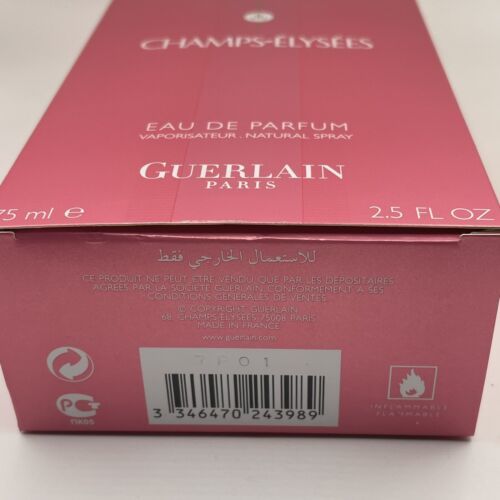 CHAMPS-ÉLYSÉES
EAU DE PARFUM
VAPORISATEUR . NATURAL SPRAY
GUERLAIN
PARIS
75 ml e
2.5 FL OZ
للاستعمال الخارجي فقط
CE PRODUIT NE PEUT ÊTRE VENDU QUE PAR LES DÉPOSITAIRES
AGRÉÉS PAR LA SOCIÉTÉ GUERLAIN CONFORMÉMENT A SES
CONDITIONS GÉNÉRALES DE VENTES.
© COPYRIGHT GUERLAIN
68, CHAMPS-ÉLYSÉES 75008 PARIS
MADE IN FRANCE
www.guerlain.com
3 346470 243989
ПК05
INFLAMMABLE
FLAMMABLE